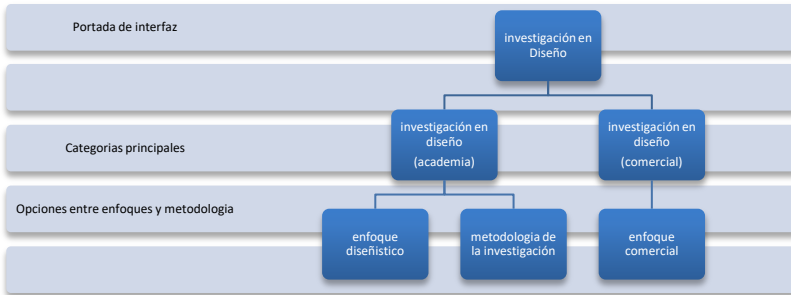 Portada de interfaz
investigación en
Diseño
Categorias principales
investigación en
diseño
(academia)
investigación en
diseño
(comercial)
Opciones entre enfoques y metodologia
enfoque
diseñistico
metodologia de
la investigación
enfoque
comercial